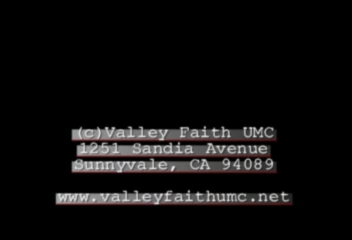 (c)Valley Faith UMC
1251 Sandia Avenue
Sunnyvale, CA 94089
www.valleyfaithumc.net